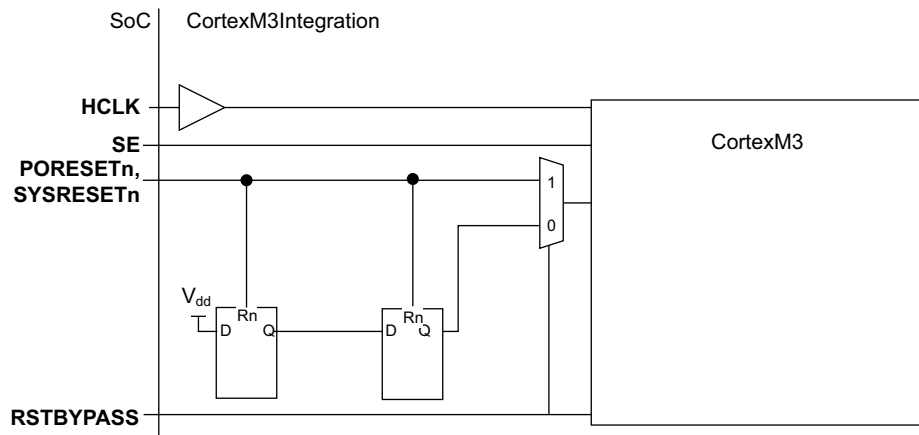 SoC
CortexM3Integration
HCLK
SE
PORESETn,
SYSRESETn
CortexM3
1
0
Vdd
Rn
D
Q
Rn
D
Q
RSTBYPASS